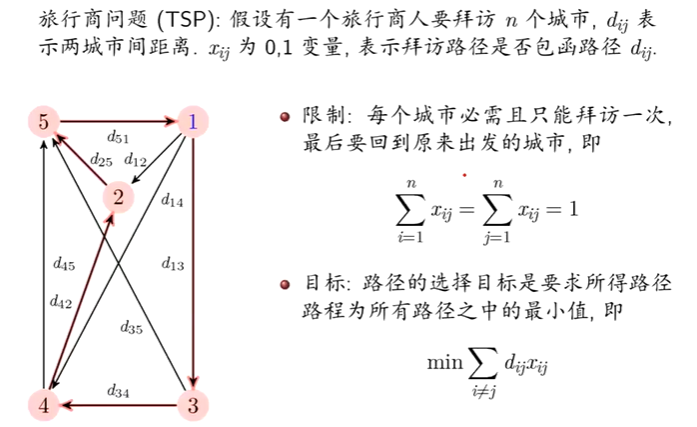 旅行商问题 (TSP): 假设有一个旅行商人要拜访 n 个城市, d_{ij} 表
示两城市间距离. x_{ij} 为 0,1 变量, 表示拜访路径是否包函路径 d_{ij}.
5
1
d_{51}
d_{25}
d_{12}
2
d_{14}
d_{45}
d_{13}
d_{42}
d_{35}
d_{34}
4
3
限制: 每个城市必需且只能拜访一次,
最后要回到原来出发的城市, 即
\sum_{i=1}^{n} x_{ij} = \sum_{j=1}^{n} x_{ij} = 1
目标: 路径的选择目标是要求所得路径
路程为所有路径之中的最小值, 即
\min \sum_{i \neq j} d_{ij} x_{ij}